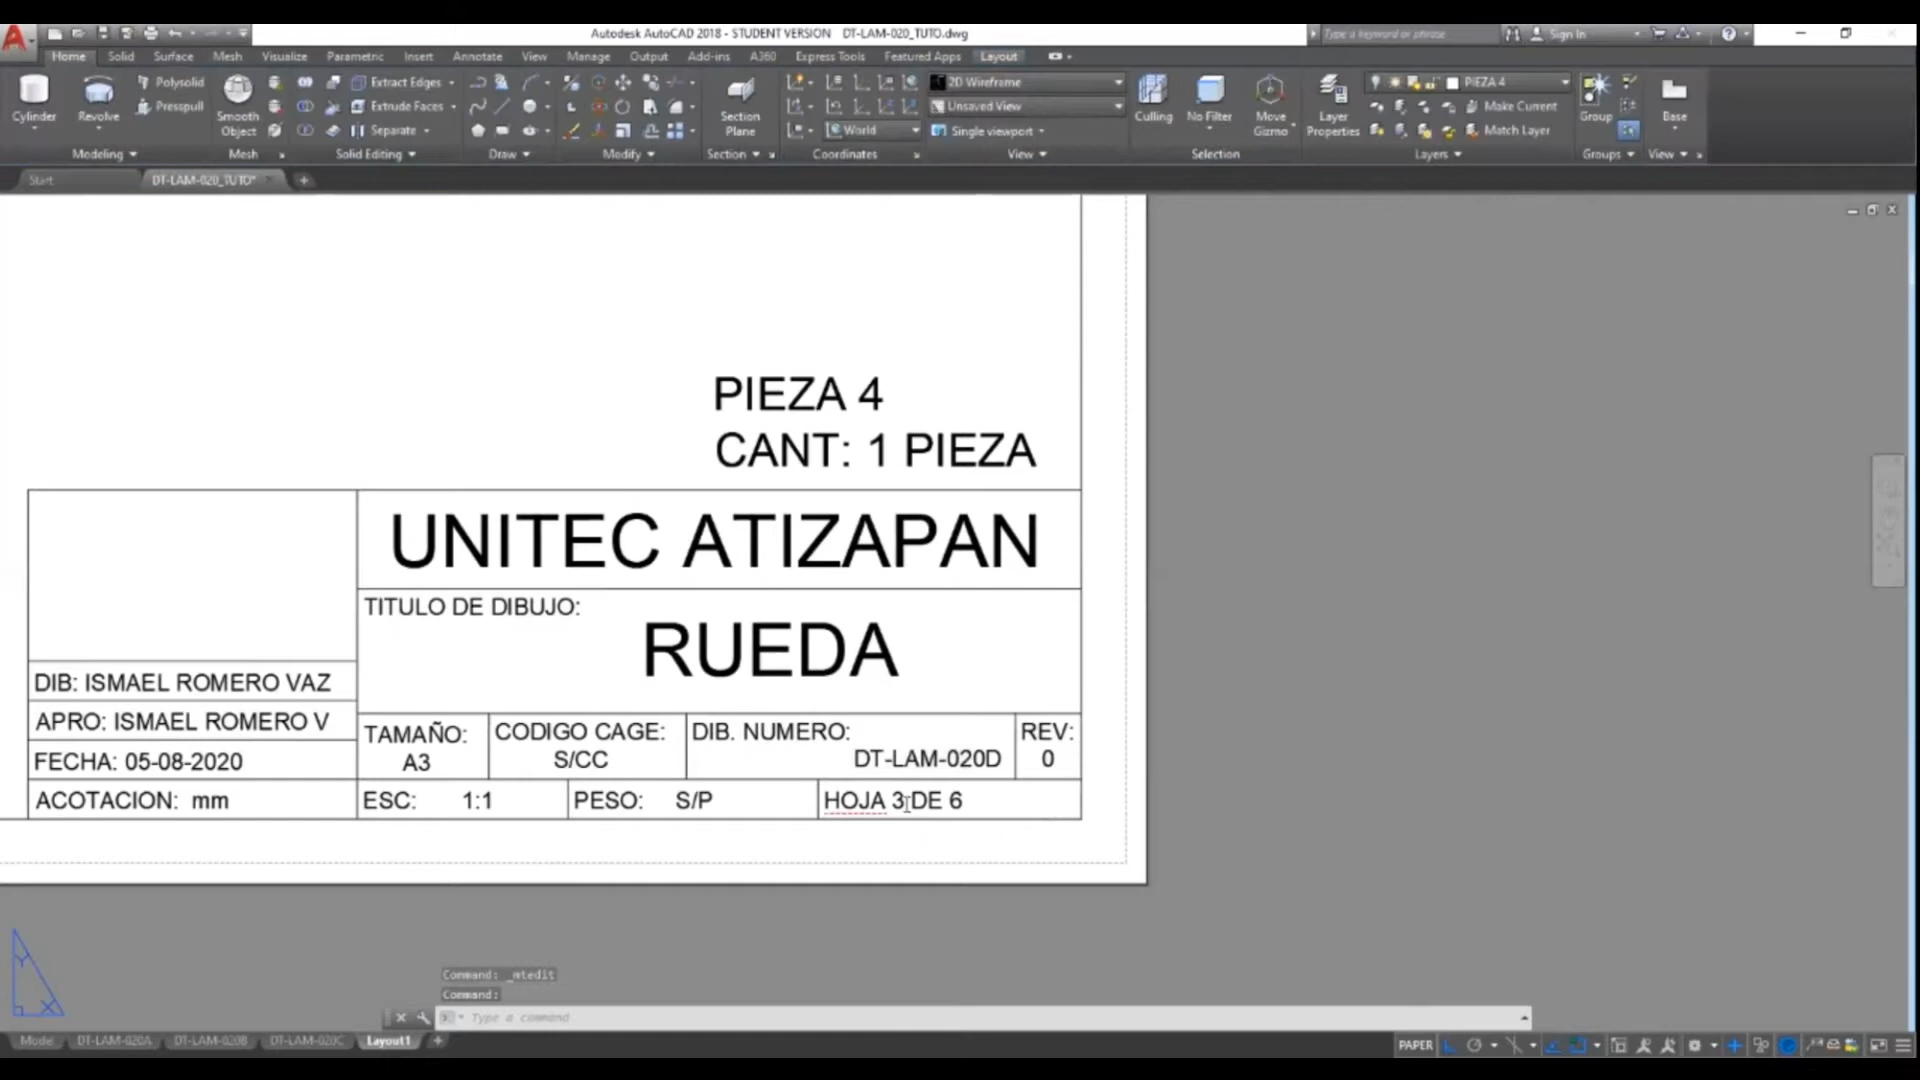 Autodesk AutoCAD 2018 - STUDENT VERSION DT-LAM-020_TUTO.dwg
Type a keyword or phrase
Sign In
Home Solid Surface Mesh Visualize Parametric Insert Annotate View Manage Output Add-ins A360 Express Tools Featured Apps Layout
Cylinder
Revolve
Polysolid
Presspull
Smooth Object
Extract Edges
Extrude Faces
Separate
World
Section Plane
2D Wireframe
Unsaved View
Single viewport
Culling
No Filter
Move Gizmo
Layer Properties
PIEZA 4
Make Current
Match Layer
Group
Base
Modeling Mesh Solid Editing Draw Modify Section Coordinates View Selection Layers Groups View
Start DT-LAM-020_TUTO*
PIEZA 4
CANT: 1 PIEZA
UNITEC ATIZAPAN
TITULO DE DIBUJO:
RUEDA
DIB: ISMAEL ROMERO VAZ
APRO: ISMAEL ROMERO V
FECHA: 05-08-2020
ACOTACION: mm
TAMAÑO:
A3
CODIGO CAGE:
S/CC
DIB. NUMERO:
DT-LAM-020D
REV:
0
ESC: 1:1
PESO: S/P
HOJA 3 DE 6
Command: _mtedit
Command:
Type a command
Model DT-LAM-020A DT-LAM-020B DT-LAM-020C Layout1
PAPER